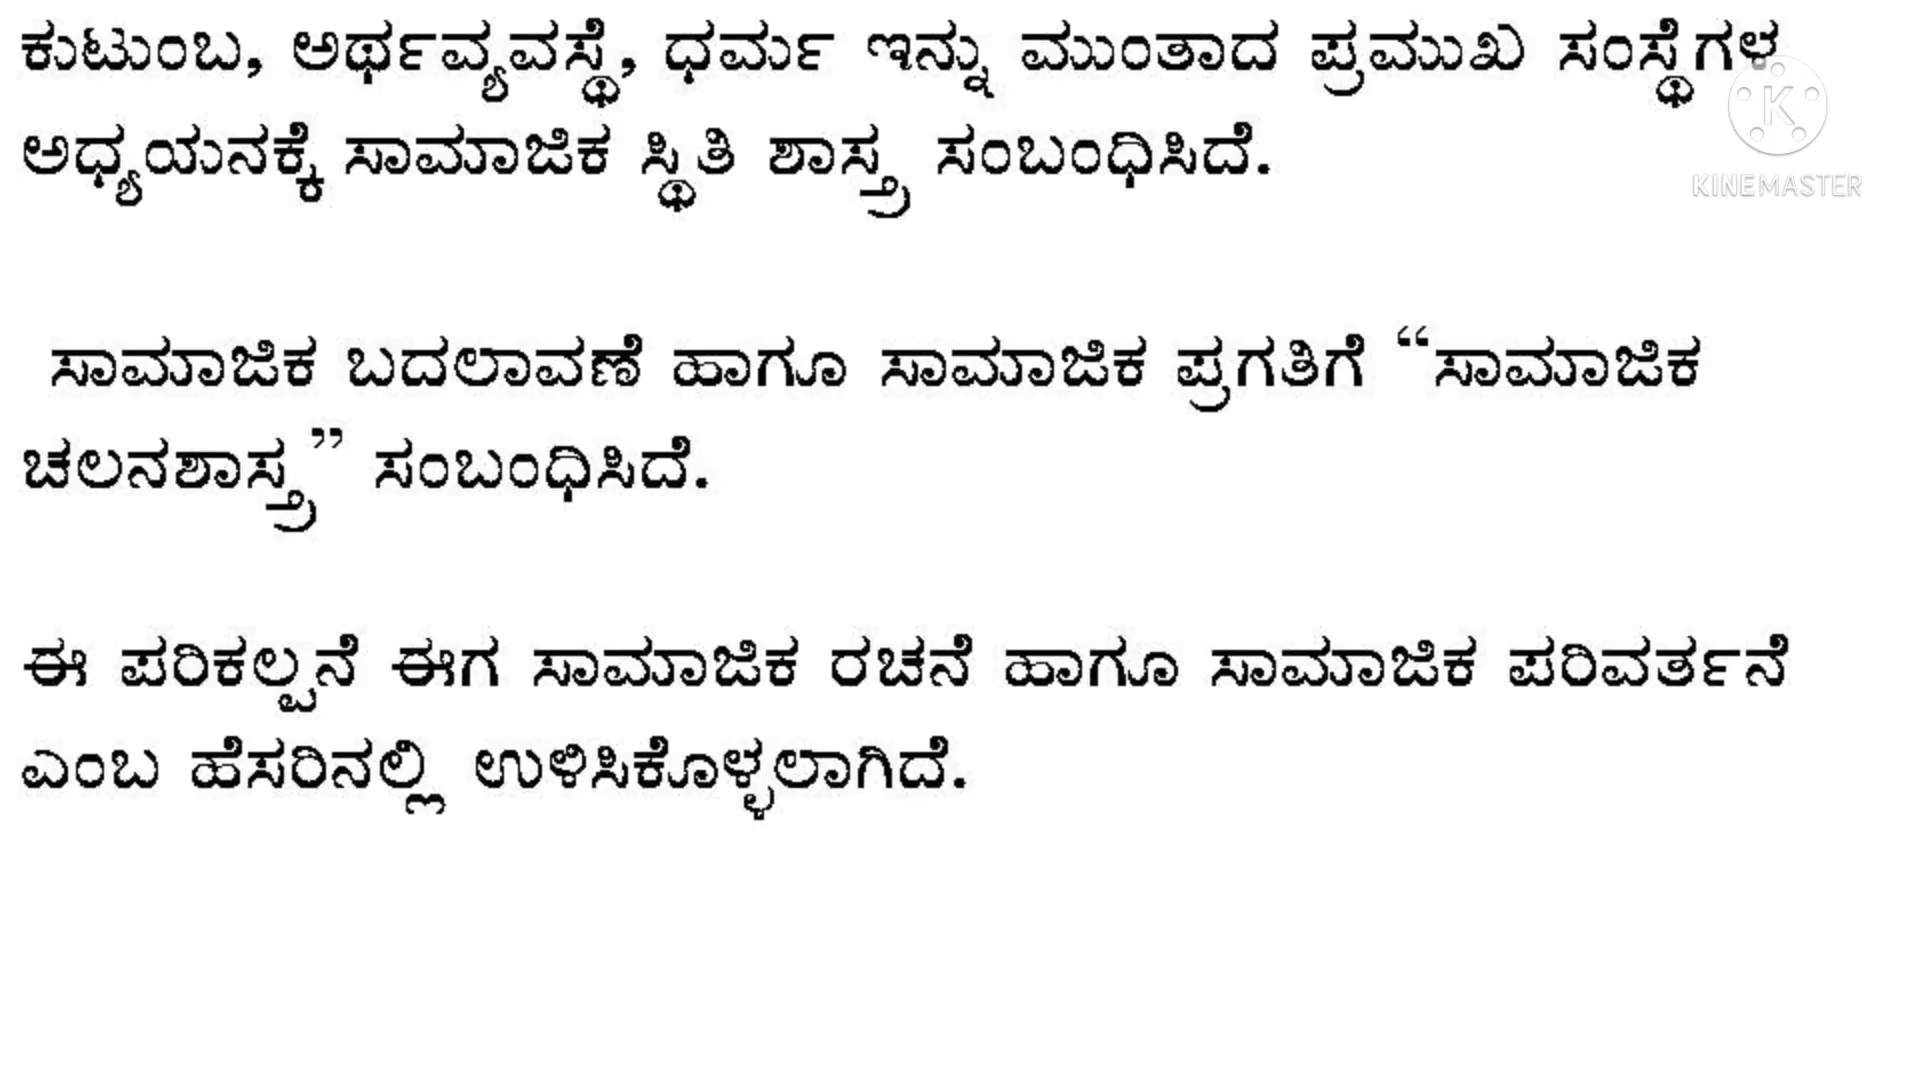 ಕುಟುಂಬ, ಅರ್ಥವ್ಯವಸ್ಥೆ, ಧರ್ಮ ಇನ್ನು ಮುಂತಾದ ಪ್ರಮುಖ ಸಂಸ್ಥೆಗಳ
ಅಧ್ಯಯನಕ್ಕೆ ಸಾಮಾಜಿಕ ಸ್ಥಿತಿ ಶಾಸ್ತ್ರ ಸಂಬಂಧಿಸಿದೆ.
K
KINEMASTER
ಸಾಮಾಜಿಕ ಬದಲಾವಣೆ ಹಾಗೂ ಸಾಮಾಜಿಕ ಪ್ರಗತಿಗೆ “ಸಾಮಾಜಿಕ
ಚಲನಶಾಸ್ತ್ರ” ಸಂಬಂಧಿಸಿದೆ.
ಈ ಪರಿಕಲ್ಪನೆ ಈಗ ಸಾಮಾಜಿಕ ರಚನೆ ಹಾಗೂ ಸಾಮಾಜಿಕ ಪರಿವರ್ತನೆ
ಎಂಬ ಹೆಸರಿನಲ್ಲಿ ಉಳಿಸಿಕೊಳ್ಳಲಾಗಿದೆ.